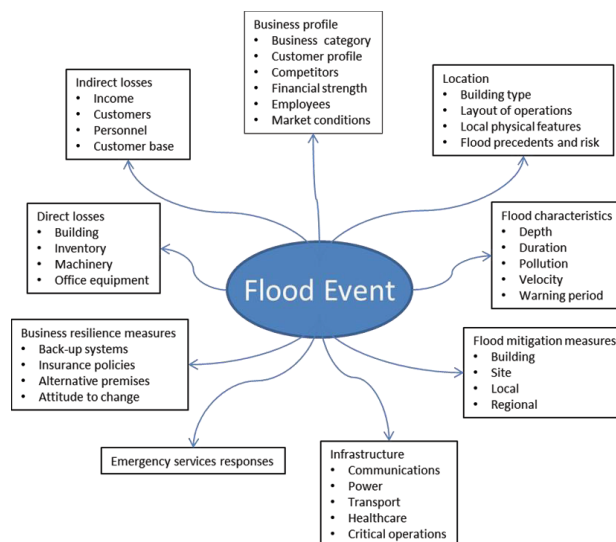 Business profile
• Business category
• Customer profile
• Competitors
• Financial strength
• Employees
• Market conditions
Indirect losses
• Income
• Customers
• Personnel
• Customer base
Location
• Building type
• Layout of operations
• Local physical features
• Flood precedents and risk
Direct losses
• Building
• Inventory
• Machinery
• Office equipment
Flood Event
Flood characteristics
• Depth
• Duration
• Pollution
• Velocity
• Warning period
Business resilience measures
• Back-up systems
• Insurance policies
• Alternative premises
• Attitude to change
Flood mitigation measures
• Building
• Site
• Local
• Regional
Emergency services responses
Infrastructure
• Communications
• Power
• Transport
• Healthcare
• Critical operations